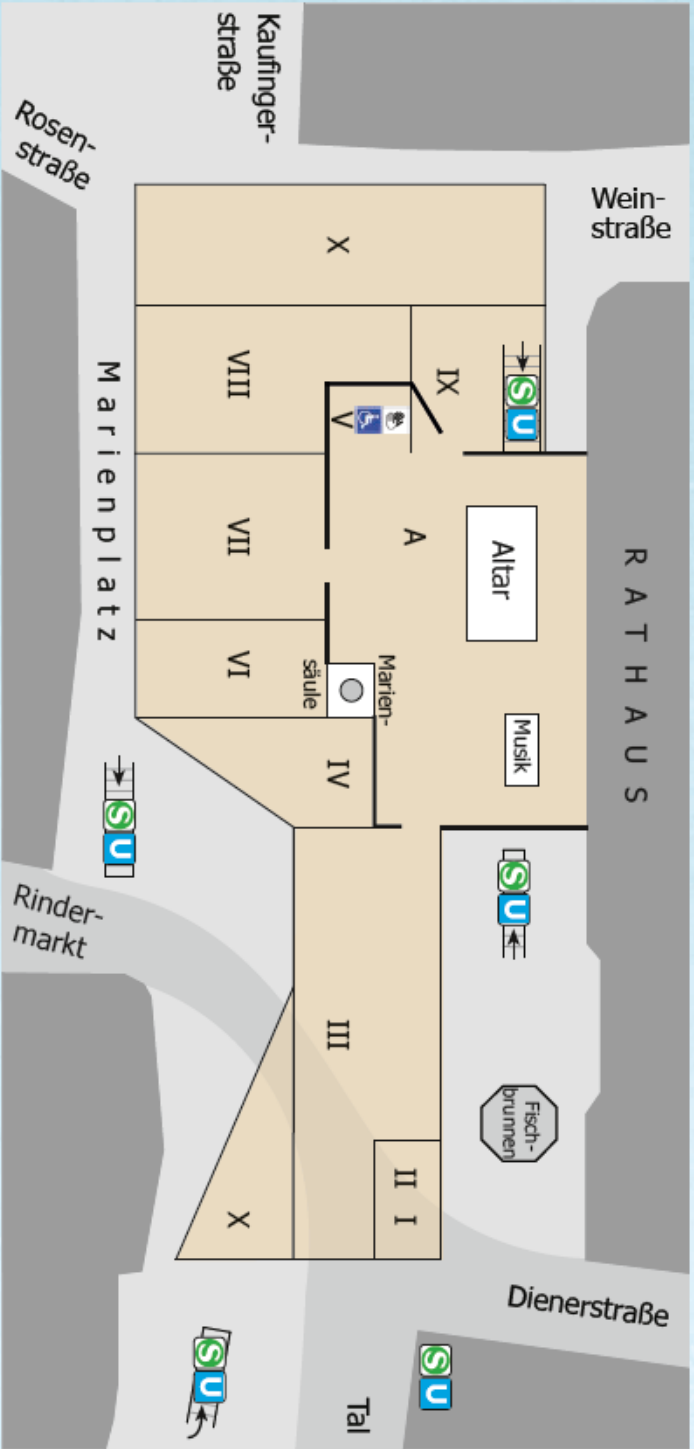 Kaufinger-
straße
Rosen-
straße
Wein-
straße
X
VIII
IX
S
U
V
Marienplatz
VII
A
Altar
RATHAUS
VI
Marien-
säule
Musik
IV
S
U
S
U
Rinder-
markt
III
Fisch-
brunnen
II
I
X
Dienerstraße
S
U
S
U
Tal